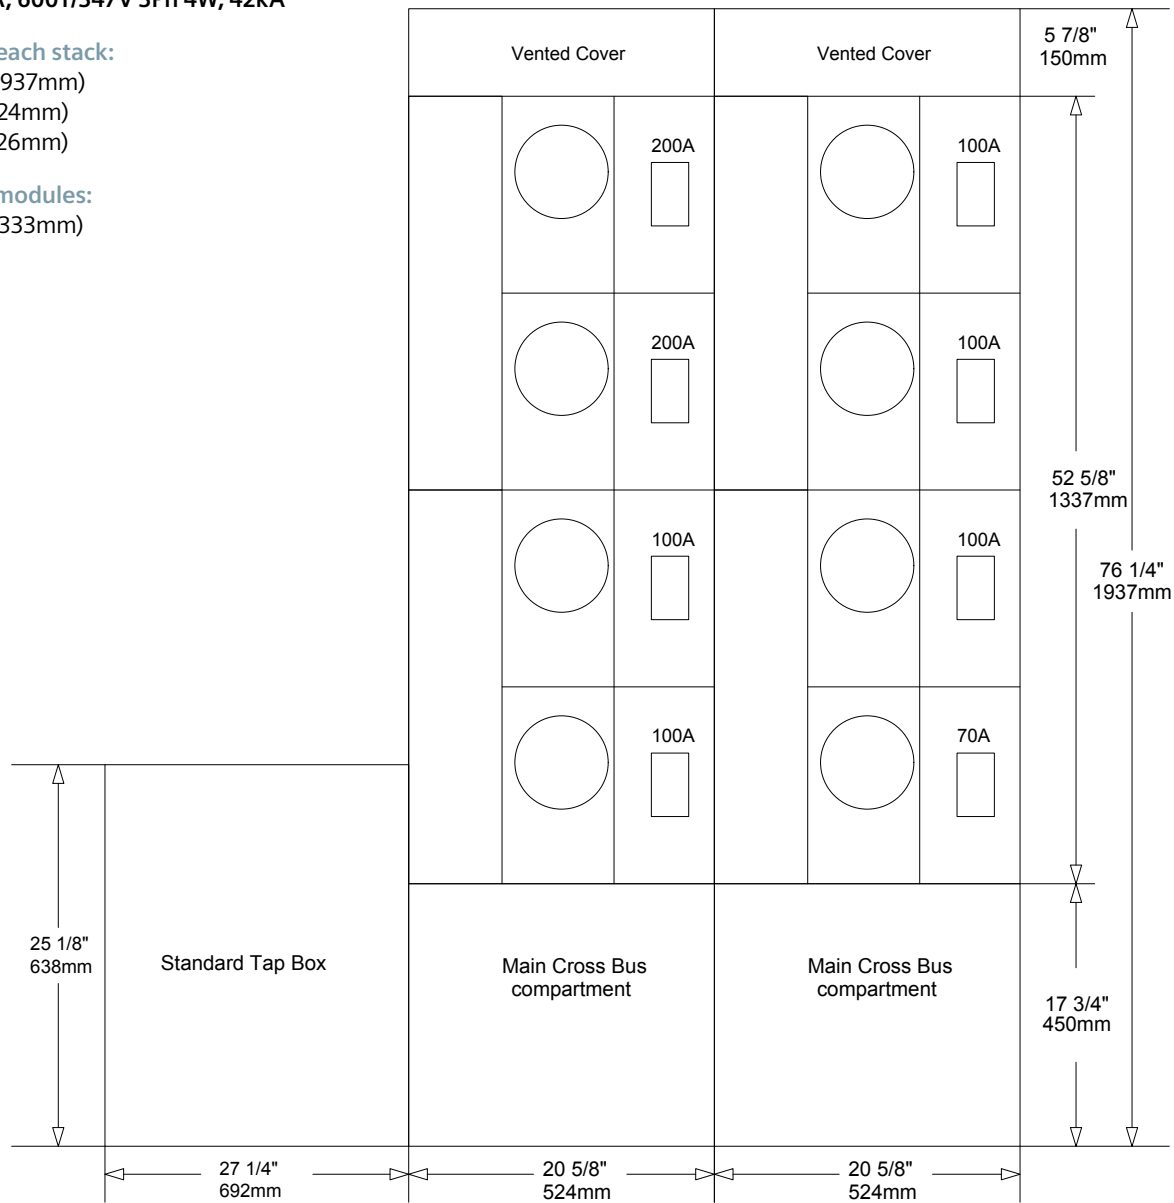 A, 600Y/347V 3PH 4W, 42kA
each stack:
937mm)
24mm)
26mm)
modules:
333mm)
Vented Cover
Vented Cover
5 7/8"
150mm
200A
100A
200A
100A
52 5/8"
1337mm
100A
100A
76 1/4"
1937mm
100A
70A
25 1/8"
638mm
Standard Tap Box
Main Cross Bus
compartment
Main Cross Bus
compartment
17 3/4"
450mm
27 1/4"
692mm
20 5/8"
524mm
20 5/8"
524mm